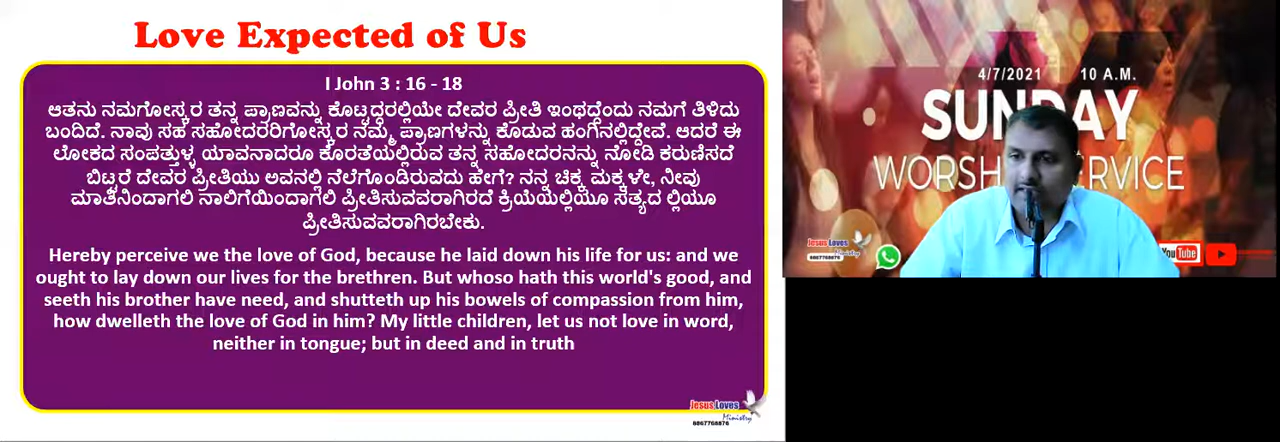 Love Expected of Us
I John 3 : 16 - 18
ಆತನು ನಮಗೋಸ್ಕರ ತನ್ನ ಪ್ರಾಣವನ್ನು ಕೊಟ್ಟದ್ದರಲ್ಲಿಯೇ ದೇವರ ಪ್ರೀತಿ ಇಂಥದ್ದೆಂದು ನಮಗೆ ತಿಳಿದು
ಬಂದಿದೆ. ನಾವು ಸಹ ಸಹೋದರರಿಗೋಸ್ಕರ ನಮ್ಮ ಪ್ರಾಣಗಳನ್ನು ಕೊಡುವ ಹಂಗಿನಲ್ಲಿದ್ದೇವೆ. ಆದರೆ ಈ
ಲೋಕದ ಸಂಪತ್ತುಳ್ಳ ಯಾವನಾದರೂ ಕೊರತೆಯಲ್ಲಿರುವ ತನ್ನ ಸಹೋದರನನ್ನು ನೋಡಿ ಕರುಣಿಸದೆ
ಬಿಟ್ಟರೆ ದೇವರ ಪ್ರೀತಿಯು ಅವನಲ್ಲಿ ನೆಲೆಗೊಂಡಿರುವದು ಹೇಗೆ? ನನ್ನ ಚಿಕ್ಕ ಮಕ್ಕಳೇ, ನೀವು
ಮಾತಿನಿಂದಾಗಲಿ ನಾಲಿಗೆಯಿಂದಾಗಲಿ ಪ್ರೀತಿಸುವವರಾಗಿರದೆ ಕ್ರಿಯೆಯಲ್ಲಿಯೂ ಸತ್ಯದ ಲ್ಲಿಯೂ
ಪ್ರೀತಿಸುವವರಾಗಿರಬೇಕು.
Hereby perceive we the love of God, because he laid down his life for us: and we
ought to lay down our lives for the brethren. But whoso hath this world's good, and
seeth his brother have need, and shutteth up his bowels of compassion from him,
how dwelleth the love of God in him? My little children, let us not love in word,
neither in tongue; but in deed and in truth
Jesus Loves
Ministry
8867768876
4/7/2021 10 A.M.
SUNDAY
WORSH ERVICE
Jesus Loves
Ministry
8867768876
You Tube